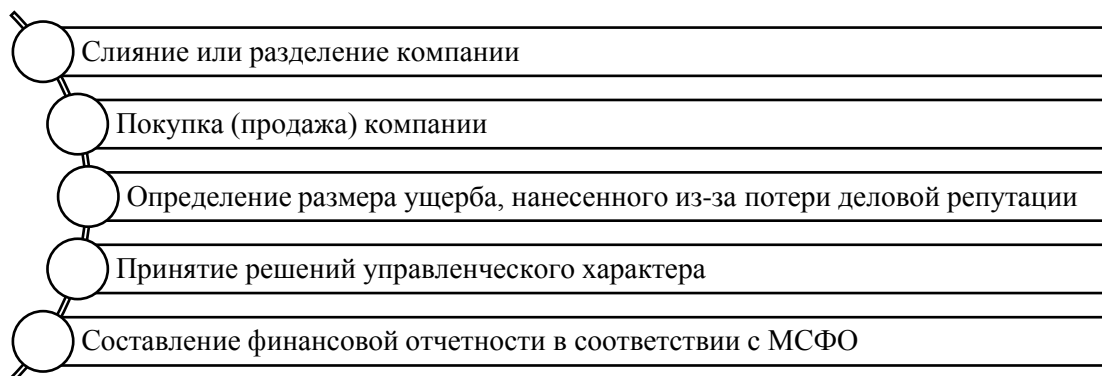 Слияние или разделение компании
Покупка (продажа) компании
Определение размера ущерба, нанесенного из-за потери деловой репутации
Принятие решений управленческого характера
Составление финансовой отчетности в соответствии с МСФО